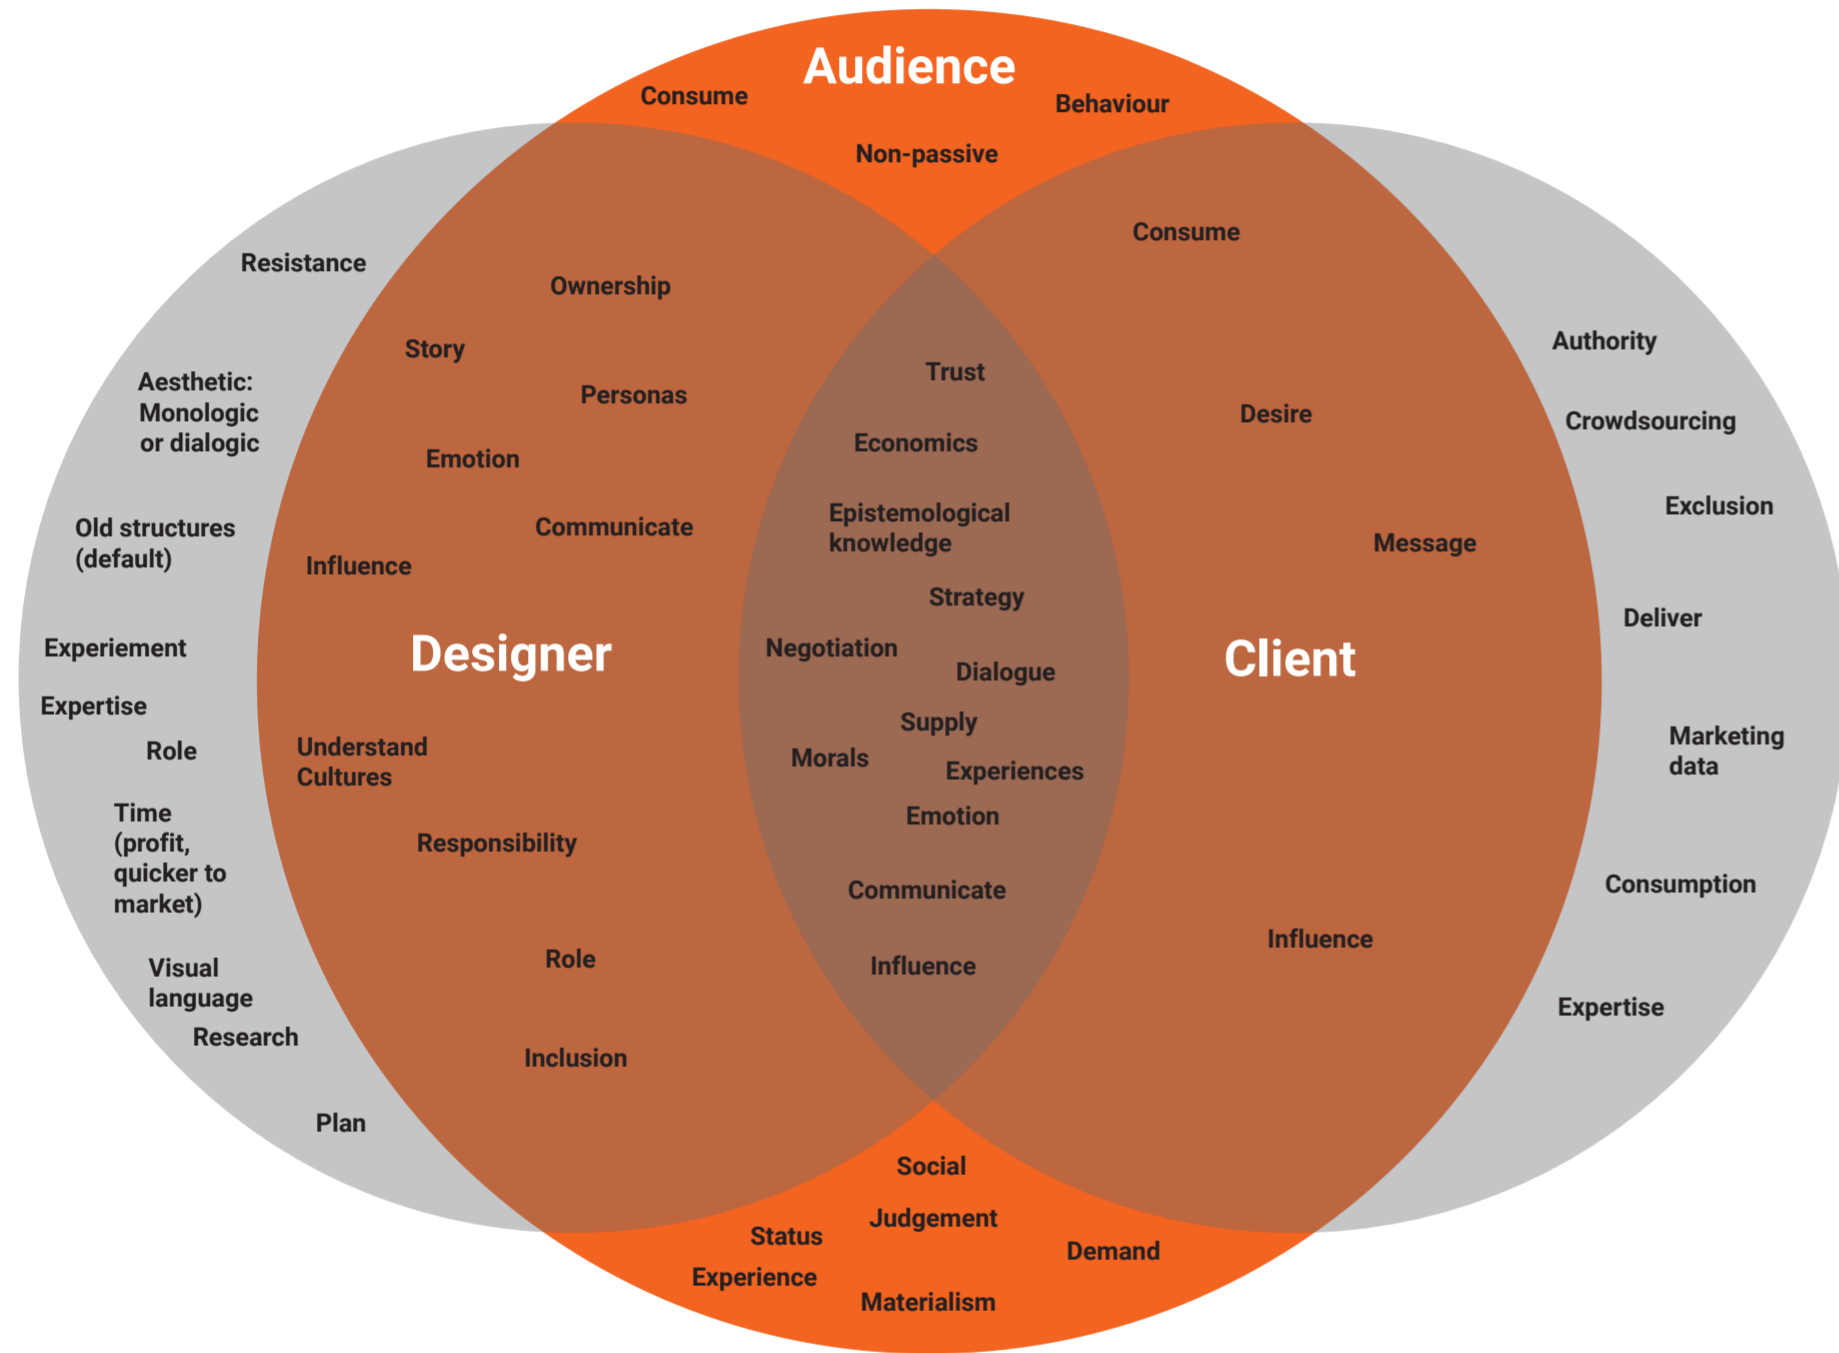 Audience
Consume
Behaviour
Non-passive
Resistance
Aesthetic:
Monologic
or dialogic
Old structures
(default)
Experiement
Expertise
Role
Time
(profit,
quicker to
market)
Visual
language
Research
Plan
Ownership
Story
Personas
Emotion
Communicate
Influence
Designer
Understand
Cultures
Responsibility
Role
Inclusion
Trust
Economics
Epistemological
knowledge
Strategy
Negotiation
Dialogue
Supply
Morals
Experiences
Emotion
Communicate
Influence
Consume
Desire
Message
Client
Influence
Authority
Crowdsourcing
Exclusion
Deliver
Marketing
data
Consumption
Expertise
Social
Judgement
Status
Demand
Experience
Materialism